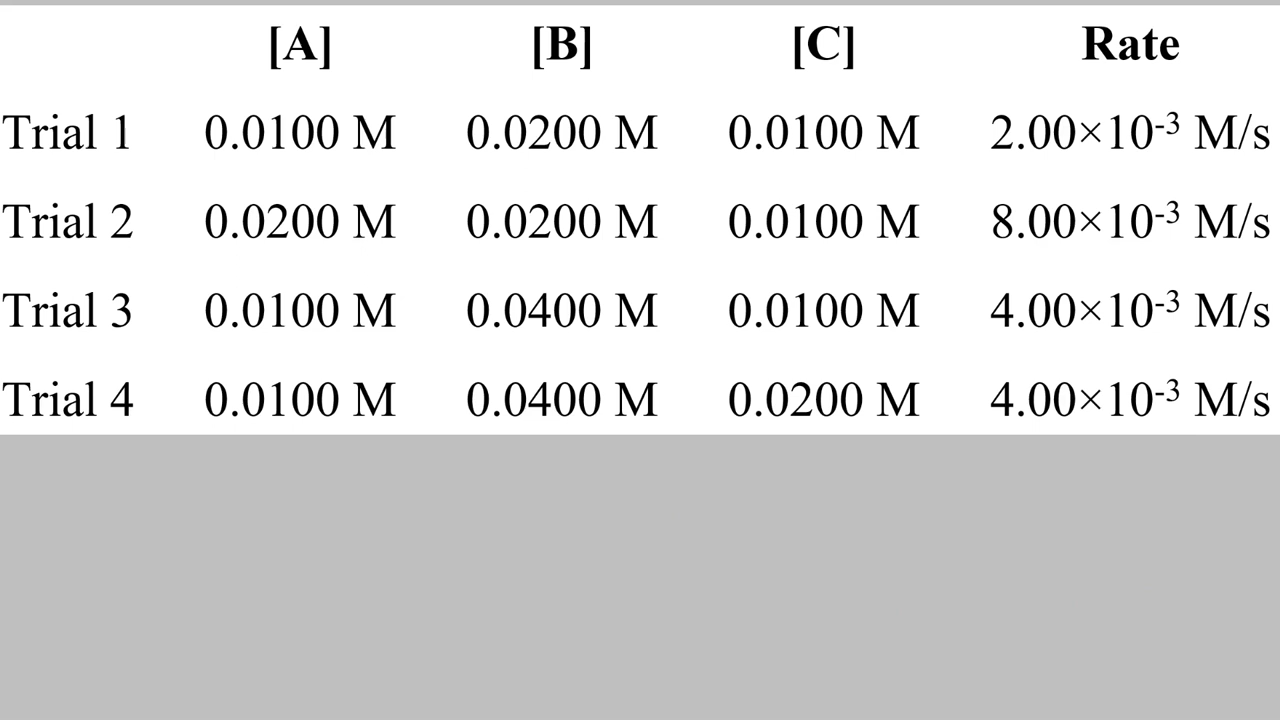 [A] [B] [C] Rate
Trial 1 0.0100 M 0.0200 M 0.0100 M 2.00×10⁻³ M/s
Trial 2 0.0200 M 0.0200 M 0.0100 M 8.00×10⁻³ M/s
Trial 3 0.0100 M 0.0400 M 0.0100 M 4.00×10⁻³ M/s
Trial 4 0.0100 M 0.0400 M 0.0200 M 4.00×10⁻³ M/s